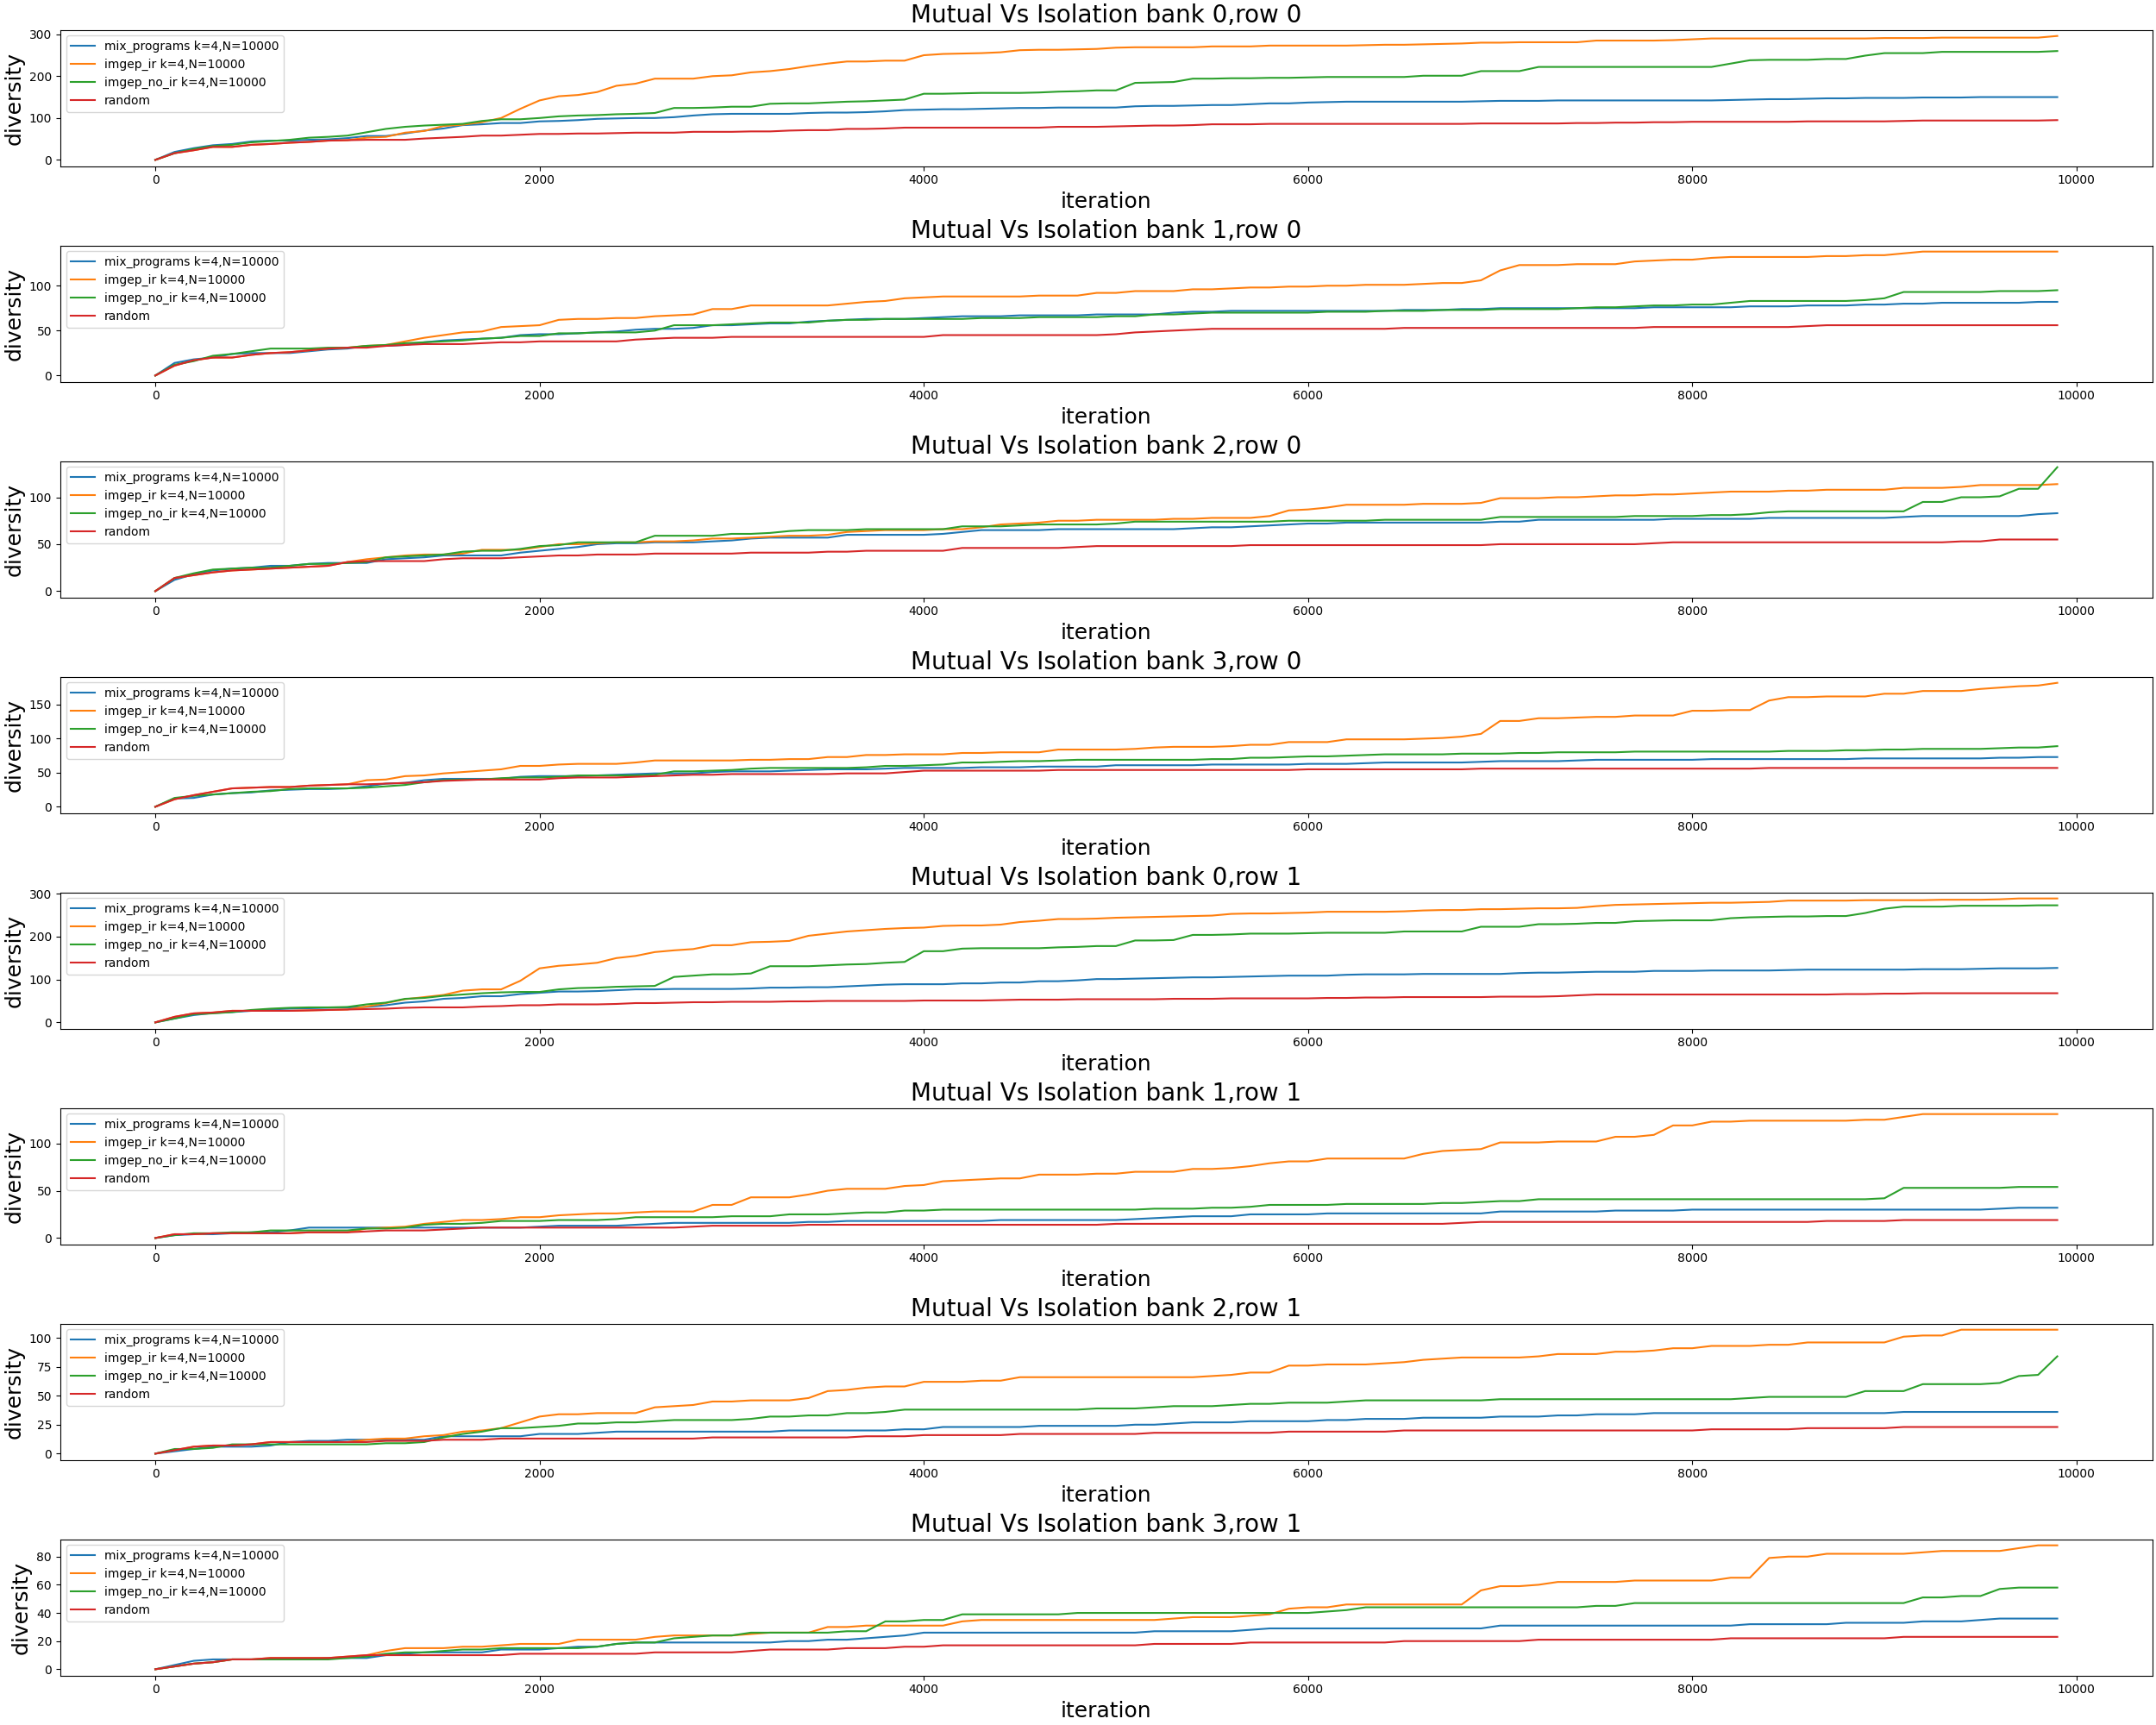 Mutual Vs Isolation bank 0,row 0
diversity
300
200
100
0
mix_programs k=4,N=10000
imgep_ir k=4,N=10000
imgep_no_ir k=4,N=10000
random
0 2000 4000 6000 8000 10000
iteration
Mutual Vs Isolation bank 1,row 0
diversity
100
50
0
mix_programs k=4,N=10000
imgep_ir k=4,N=10000
imgep_no_ir k=4,N=10000
random
0 2000 4000 6000 8000 10000
iteration
Mutual Vs Isolation bank 2,row 0
diversity
100
50
0
mix_programs k=4,N=10000
imgep_ir k=4,N=10000
imgep_no_ir k=4,N=10000
random
0 2000 4000 6000 8000 10000
iteration
Mutual Vs Isolation bank 3,row 0
diversity
150
100
50
0
mix_programs k=4,N=10000
imgep_ir k=4,N=10000
imgep_no_ir k=4,N=10000
random
0 2000 4000 6000 8000 10000
iteration
Mutual Vs Isolation bank 0,row 1
diversity
300
200
100
0
mix_programs k=4,N=10000
imgep_ir k=4,N=10000
imgep_no_ir k=4,N=10000
random
0 2000 4000 6000 8000 10000
iteration
Mutual Vs Isolation bank 1,row 1
diversity
100
50
0
mix_programs k=4,N=10000
imgep_ir k=4,N=10000
imgep_no_ir k=4,N=10000
random
0 2000 4000 6000 8000 10000
iteration
Mutual Vs Isolation bank 2,row 1
diversity
100
75
50
25
0
mix_programs k=4,N=10000
imgep_ir k=4,N=10000
imgep_no_ir k=4,N=10000
random
0 2000 4000 6000 8000 10000
iteration
Mutual Vs Isolation bank 3,row 1
diversity
80
60
40
20
0
mix_programs k=4,N=10000
imgep_ir k=4,N=10000
imgep_no_ir k=4,N=10000
random
0 2000 4000 6000 8000 10000
iteration